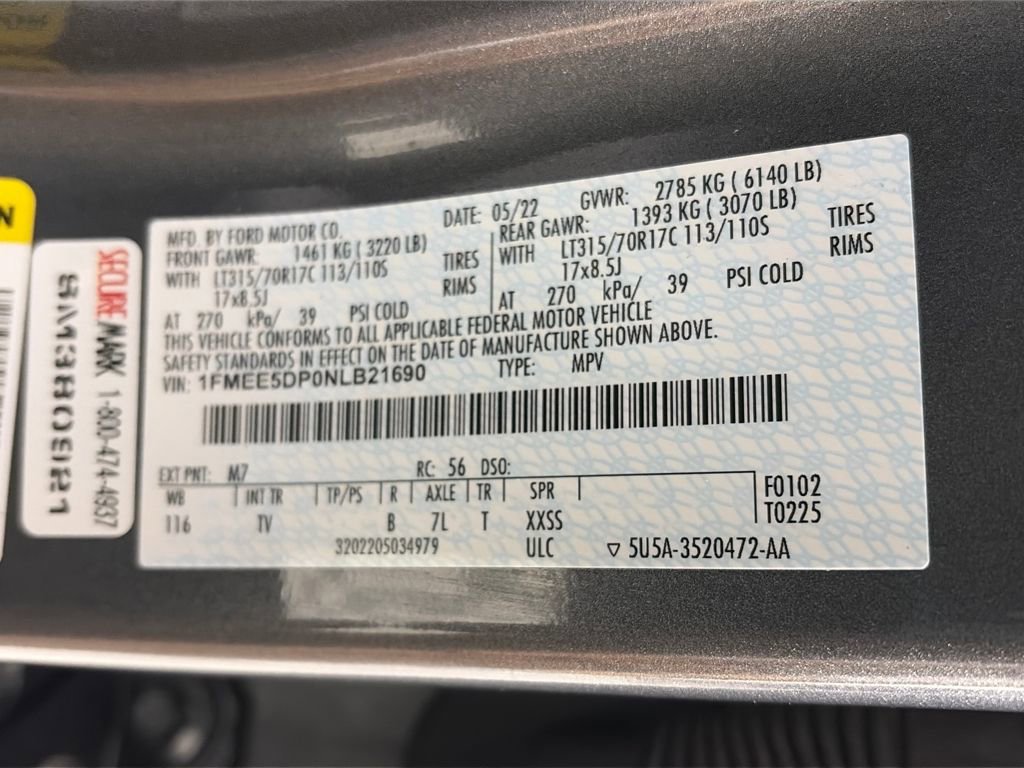 N
SECUREMARK 1-800-474-4937
MFD. BY FORD MOTOR CO.
DATE: 05/22 GVWR: 2785 KG ( 6140 LB)
FRONT GAWR: 1461 KG ( 3220 LB)
WITH LT315/70R17C 113/110S TIRES
17x8.5J RIMS
AT 270 kPa/ 39 PSI COLD
REAR GAWR: 1393 KG ( 3070 LB)
WITH LT315/70R17C 113/110S TIRES
17x8.5J RIMS
AT 270 kPa/ 39 PSI COLD
THIS VEHICLE CONFORMS TO ALL APPLICABLE FEDERAL MOTOR VEHICLE
SAFETY STANDARDS IN EFFECT ON THE DATE OF MANUFACTURE SHOWN ABOVE.
VIN: 1FMEE5DP0NLB21690 TYPE: MPV
EXT PNT: M7 RC: 56 DSO:
WB INT TR TP/PS R AXLE TR SPR F0102
116 TV B 7L T XXSS T0225
3202205034979 ULC ▽ 5U5A-3520472-AA